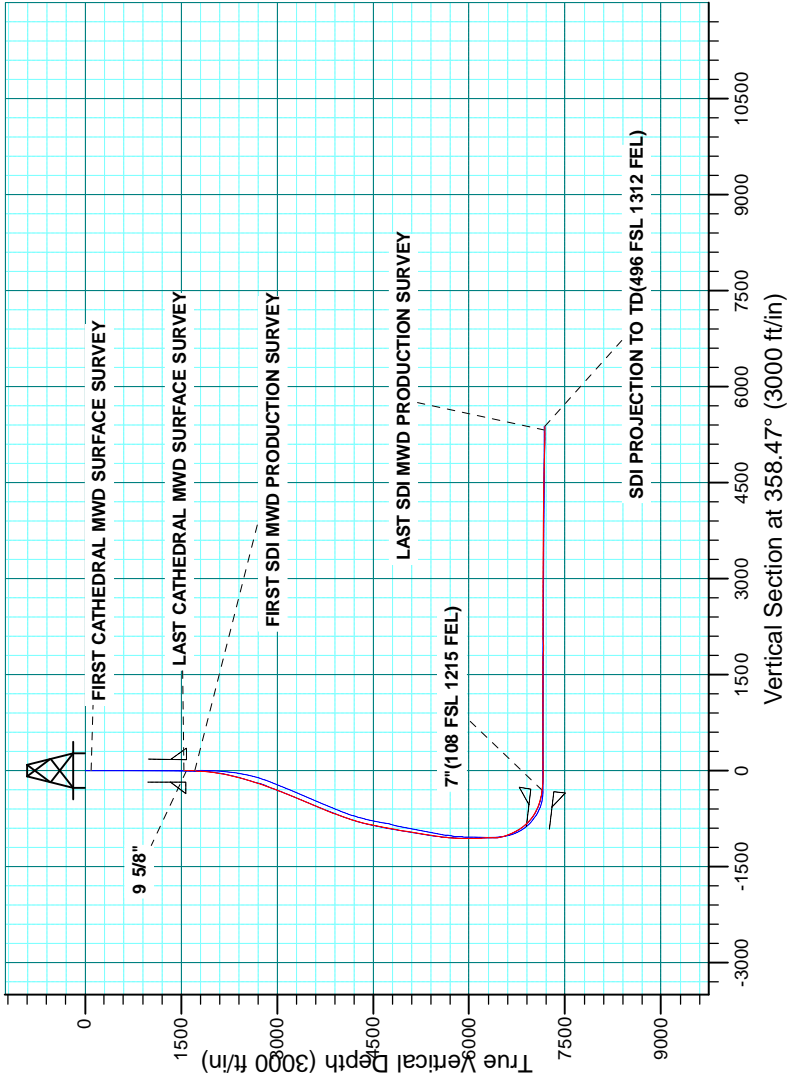 FIRST CATHEDRAL MWD SURFACE SURVEY
LAST CATHEDRAL MWD SURFACE SURVEY
FIRST SDI MWD PRODUCTION SURVEY
9 5/8"
LAST SDI MWD PRODUCTION SURVEY
7"(108 FSL 1215 FEL)
SDI PROJECTION TO TD(496 FSL 1312 FEL)
True Vertical Depth (3000 ft/in)
0
1500
3000
4500
6000
7500
9000
-3000
-1500
0
1500
3000
4500
6000
7500
9000
10500
Vertical Section at 358.47° (3000 ft/in)